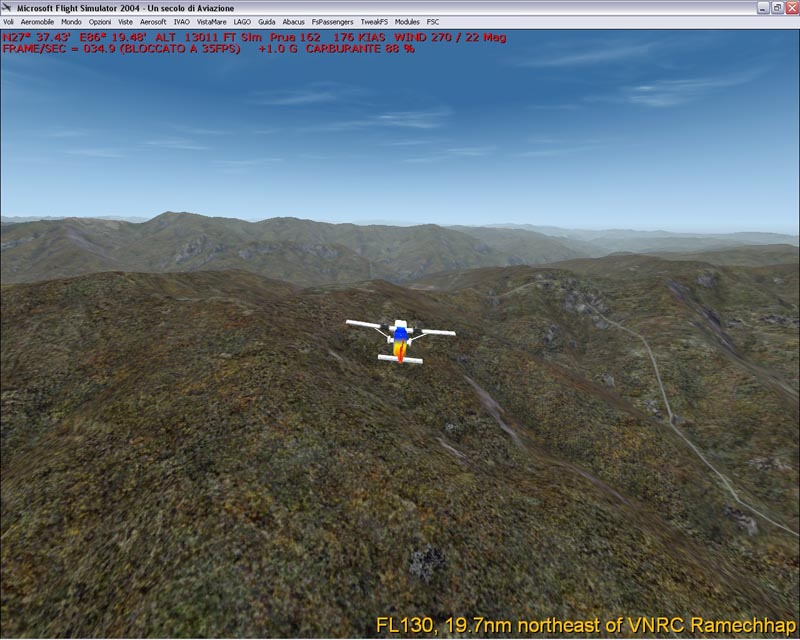 Microsoft Flight Simulator 2004 - Un secolo di Aviazione
Voli Aeromobile Mondo Opzioni Viste Aerosoft IVAO VistaMare LAGO Guida Abacus FsPassengers TweakFS Modules FSC
N27* 37.43' E86* 19.48' ALT 13011 FT Slm Prua 162 176 KIAS WIND 270 / 22 Mag
FRAME/SEC = 034.9 (BLOCCATO A 35FPS) +1.0 G CARBURANTE 88 %
FL130, 19.7nm northeast of VNRC Ramechhap